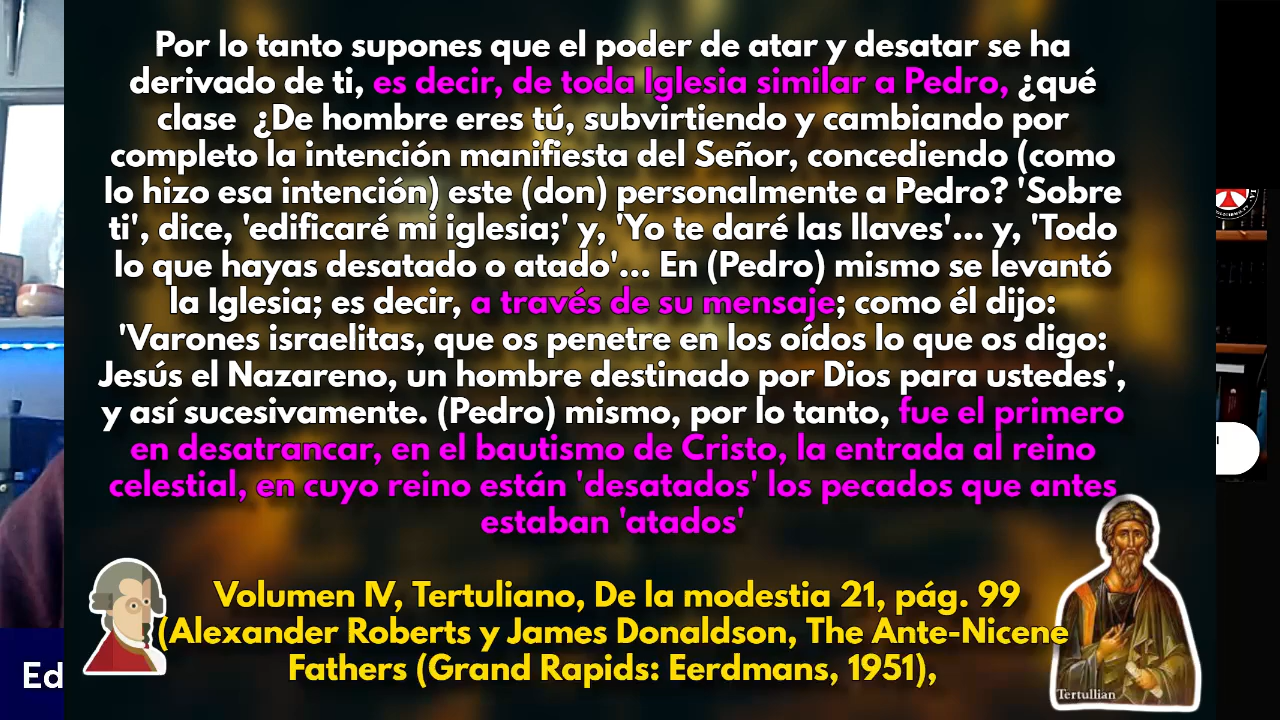 Por lo tanto supones que el poder de atar y desatar se ha
derivado de ti, es decir, de toda Iglesia similar a Pedro, ¿qué
clase ¿De hombre eres tú, subvirtiendo y cambiando por
completo la intención manifiesta del Señor, concediendo (como
lo hizo esa intención) este (don) personalmente a Pedro? 'Sobre
ti', dice, 'edificaré mi iglesia;' y, 'Yo te daré las llaves'... y, 'Todo
lo que hayas desatado o atado'... En (Pedro) mismo se levantó
la Iglesia; es decir, a través de su mensaje; como él dijo:
'Varones israelitas, que os penetre en los oídos lo que os digo:
Jesús el Nazareno, un hombre destinado por Dios para ustedes',
y así sucesivamente. (Pedro) mismo, por lo tanto, fue el primero
en desatrancar, en el bautismo de Cristo, la entrada al reino
celestial, en cuyo reino están 'desatados' los pecados que antes
estaban 'atados'
Volumen IV, Tertuliano, De la modestia 21, pág. 99
(Alexander Roberts y James Donaldson, The Ante-Nicene
Fathers (Grand Rapids: Eerdmans, 1951),
Ed
Tertullian